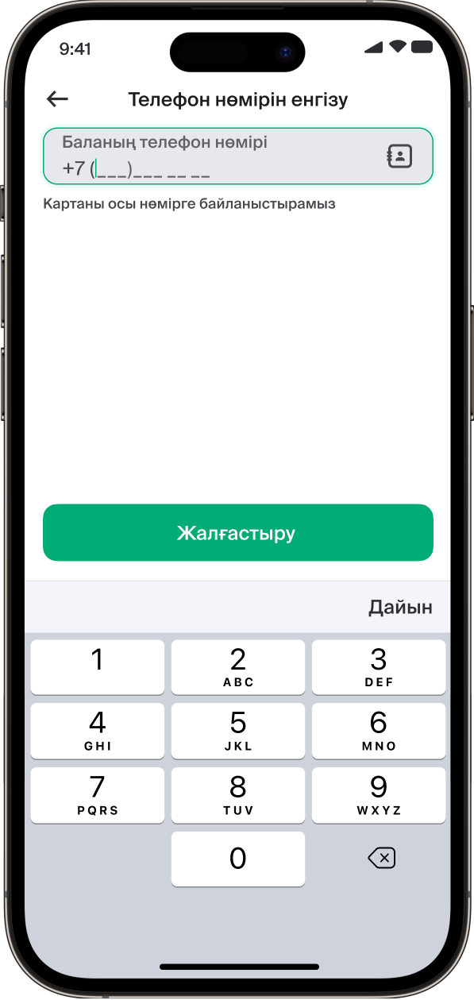 9:41
Телефон нөмірін енгізу
Баланың телефон нөмірі
+7 (___)___ __ __
Картаны осы нөмірге байланыстырамыз
Жалғастыру
Дайын
1 2 3
ABC DEF
4 5 6
GHI JKL MNO
7 8 9
PQRS TUV WXYZ
0